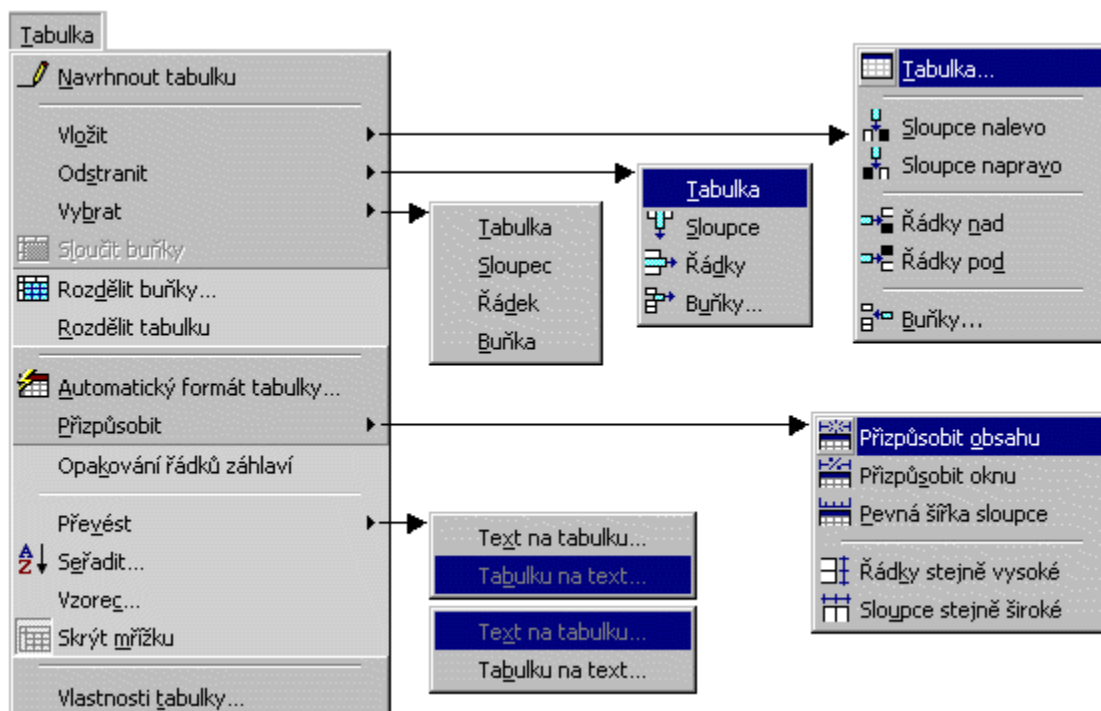 Tabulka
Navrhnout tabulku
Vložit
Odstranit
Vybrat
Sloučit buňky
Rozdělit buňky...
Rozdělit tabulku
Automatický formát tabulky...
Přizpůsobit
Opakování řádků záhlaví
Převést
Seřadit...
Vzorec...
Skrýt mřížku
Vlastnosti tabulky...
Tabulka
Sloupec
Řádek
Buňka
Tabulka
Sloupce
Řádky
Buňky...
Tabulka...
Sloupce nalevo
Sloupce napravo
Řádky nad
Řádky pod
Buňky...
Přizpůsobit obsahu
Přizpůsobit oknu
Pevná šířka sloupce
Řádky stejně vysoké
Sloupce stejně široké
Text na tabulku...
Tabulku na text...
Text na tabulku...
Tabulku na text...